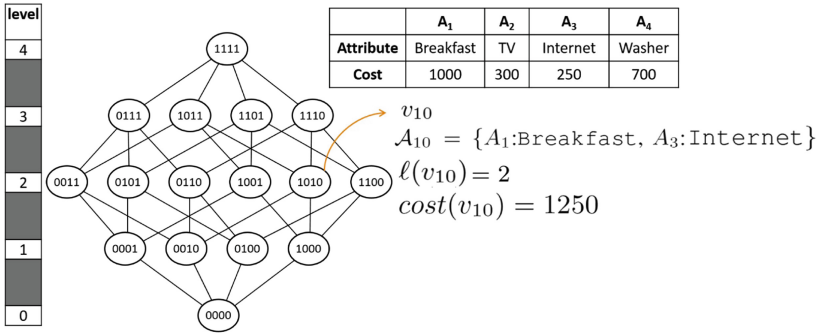 level
4
3
2
1
0
1111
0111 1011 1101 1110
0011 0101 0110 1001 1010 1100
0001 0010 0100 1000
0000
A₁ A₂ A₃ A₄
Attribute Breakfast TV Internet Washer
Cost 1000 300 250 700
v₁₀
𝒜₁₀ = {A₁:Breakfast, A₃:Internet}
ℓ(v₁₀) = 2
cost(v₁₀) = 1250